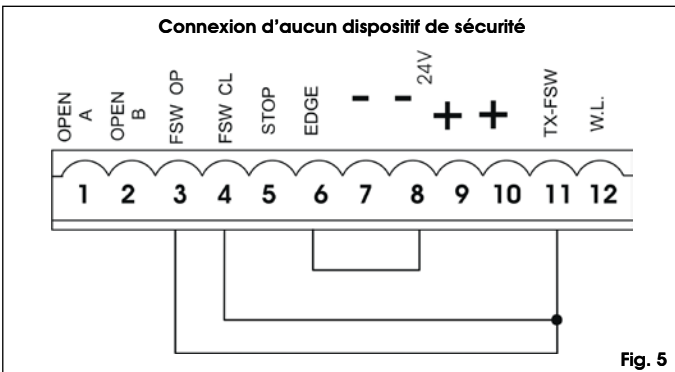 Connexion d’aucun dispositif de sécurité
OPEN A
OPEN B
FSW OP
FSW CL
STOP
EDGE
- - 24V + +
TX-FSW
W.L.
1 2 3 4 5 6 7 8 9 10 11 12
Fig. 5